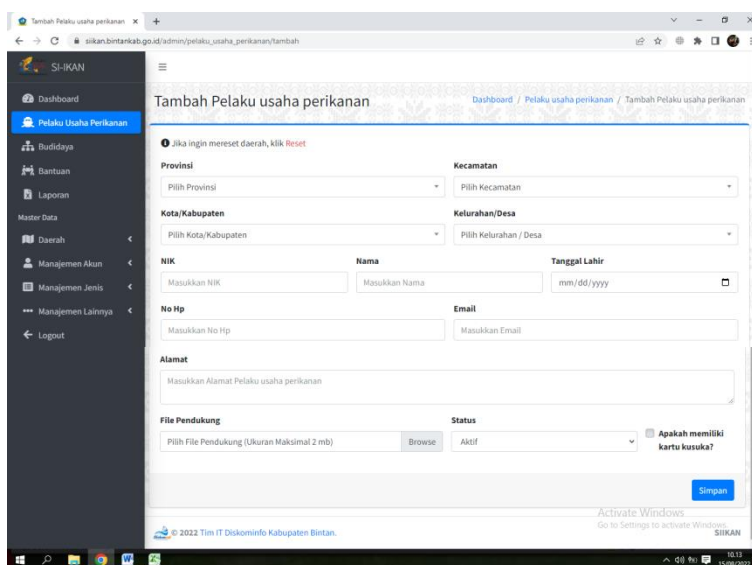 Tambah Pelaku usaha perikanan
siikan.bintankab.go.id/admin/pelaku_usaha_perikanan/tambah
SI-IKAN
Dashboard
Pelaku Usaha Perikanan
Budidaya
Bantuan
Laporan
Master Data
Daerah
Manajemen Akun
Manajemen Jenis
Manajemen Lainnya
Logout
Tambah Pelaku usaha perikanan
Dashboard / Pelaku usaha perikanan / Tambah Pelaku usaha perikanan
Jika ingin mereset daerah, klik Reset
Provinsi
Pilih Provinsi
Kecamatan
Pilih Kecamatan
Kota/Kabupaten
Pilih Kota/Kabupaten
Kelurahan/Desa
Pilih Kelurahan / Desa
NIK
Masukkan NIK
Nama
Masukkan Nama
Tanggal Lahir
mm/dd/yyyy
No Hp
Masukkan No Hp
Email
Masukkan Email
Alamat
Masukkan Alamat Pelaku usaha perikanan
File Pendukung
Pilih File Pendukung (Ukuran Maksimal 2 mb)
Browse
Status
Aktif
Apakah memiliki
kartu kusuka?
Simpan
Activate Windows
Go to Settings to activate Windows.
© 2022 Tim IT Diskominfo Kabupaten Bintan.
SIIKAN
10.13